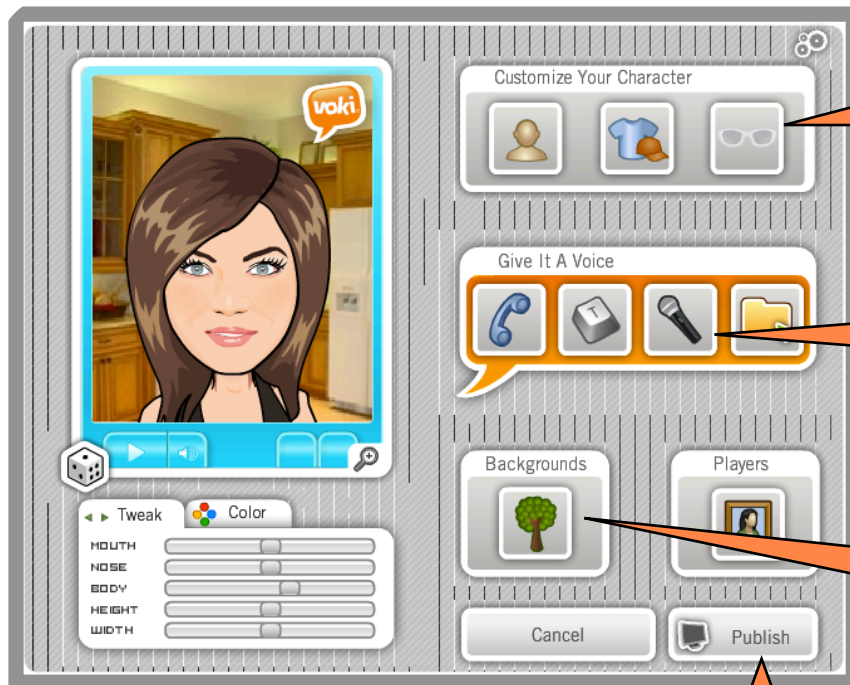 voki
Customize Your Character
Give It A Voice
T
Backgrounds
Players
Tweak
Color
MOUTH
NOSE
BODY
HEIGHT
WIDTH
Cancel
Publish